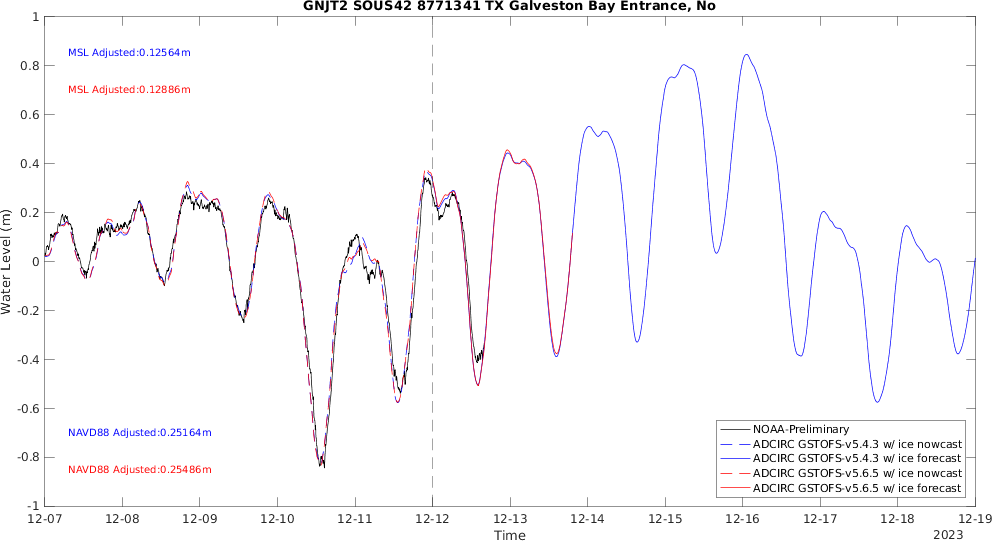 GNJT2 SOUS42 8771341 TX Galveston Bay Entrance, No
1
0.8
0.6
0.4
0.2
0
-0.2
-0.4
-0.6
-0.8
-1
Water Level (m)
MSL Adjusted:0.12564m
MSL Adjusted:0.12886m
NAVD88 Adjusted:0.25164m
NAVD88 Adjusted:0.25486m
NOAA-Preliminary
ADCIRC GSTOFS-v5.4.3 w/ ice nowcast
ADCIRC GSTOFS-v5.4.3 w/ ice forecast
ADCIRC GSTOFS-v5.6.5 w/ ice nowcast
ADCIRC GSTOFS-v5.6.5 w/ ice forecast
12-07 12-08 12-09 12-10 12-11 12-12 12-13 12-14 12-15 12-16 12-17 12-18 12-19
Time
2023